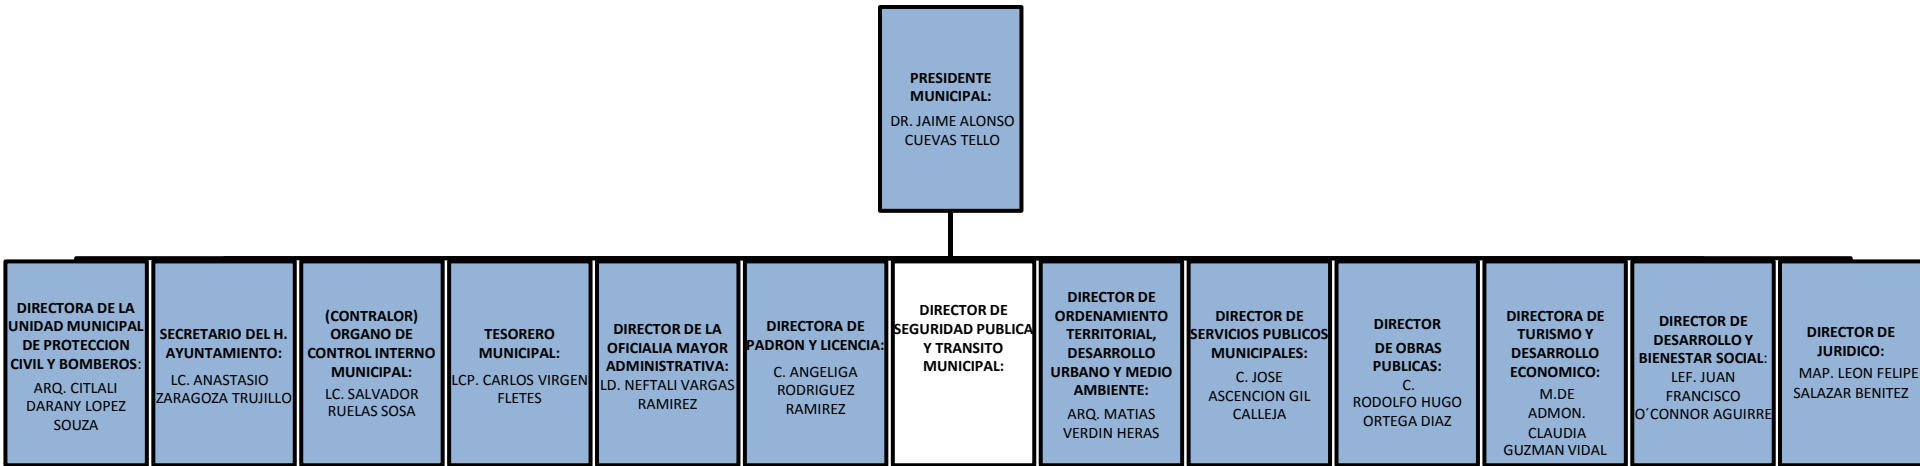 PRESIDENTE
MUNICIPAL:
DR. JAIME ALONSO
CUEVAS TELLO
DIRECTORA DE LA
UNIDAD MUNICIPAL
DE PROTECCION
CIVIL Y BOMBEROS:
ARQ. CITLALI
DARANY LOPEZ
SOUZA
SECRETARIO DEL H.
AYUNTAMIENTO:
LC. ANASTASIO
ZARAGOZA TRUJILLO
(CONTRALOR)
ORGANO DE
CONTROL INTERNO
MUNICIPAL:
LC. SALVADOR
RUELAS SOSA
TESORERO
MUNICIPAL:
LCP. CARLOS VIRGEN
FLETES
DIRECTOR DE LA
OFICIALIA MAYOR
ADMINISTRATIVA:
LD. NEFTALI VARGAS
RAMIREZ
DIRECTORA DE
PADRON Y LICENCIA:
C. ANGELIGA
RODRIGUEZ
RAMIREZ
DIRECTOR DE
SEGURIDAD PUBLICA
Y TRANSITO
MUNICIPAL:
DIRECTOR DE
ORDENAMIENTO
TERRITORIAL,
DESARROLLO
URBANO Y MEDIO
AMBIENTE:
ARQ. MATIAS
VERDIN HERAS
DIRECTOR DE
SERVICIOS PUBLICOS
MUNICIPALES:
C. JOSE
ASCENCION GIL
CALLEJA
DIRECTOR
DE OBRAS
PUBLICAS:
C.
RODOLFO HUGO
ORTEGA DIAZ
DIRECTORA DE
TURISMO Y
DESARROLLO
ECONOMICO:
M.DE
ADMON.
CLAUDIA
GUZMAN VIDAL
DIRECTOR DE
DESARROLLO Y
BIENESTAR SOCIAL:
LEF. JUAN
FRANCISCO
O´CONNOR AGUIRRE
DIRECTOR DE
JURIDICO:
MAP. LEON FELIPE
SALAZAR BENITEZ